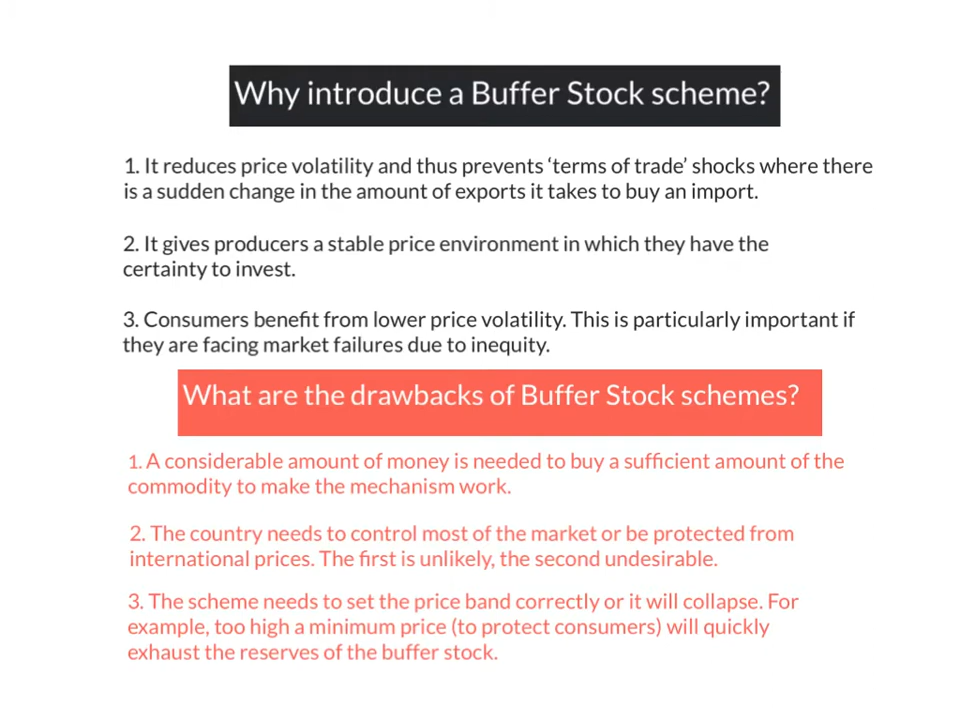 Why introduce a Buffer Stock scheme?
1. It reduces price volatility and thus prevents ‘terms of trade’ shocks where there
is a sudden change in the amount of exports it takes to buy an import.
2. It gives producers a stable price environment in which they have the
certainty to invest.
3. Consumers benefit from lower price volatility. This is particularly important if
they are facing market failures due to inequity.
What are the drawbacks of Buffer Stock schemes?
1. A considerable amount of money is needed to buy a sufficient amount of the
commodity to make the mechanism work.
2. The country needs to control most of the market or be protected from
international prices. The first is unlikely, the second undesirable.
3. The scheme needs to set the price band correctly or it will collapse. For
example, too high a minimum price (to protect consumers) will quickly
exhaust the reserves of the buffer stock.